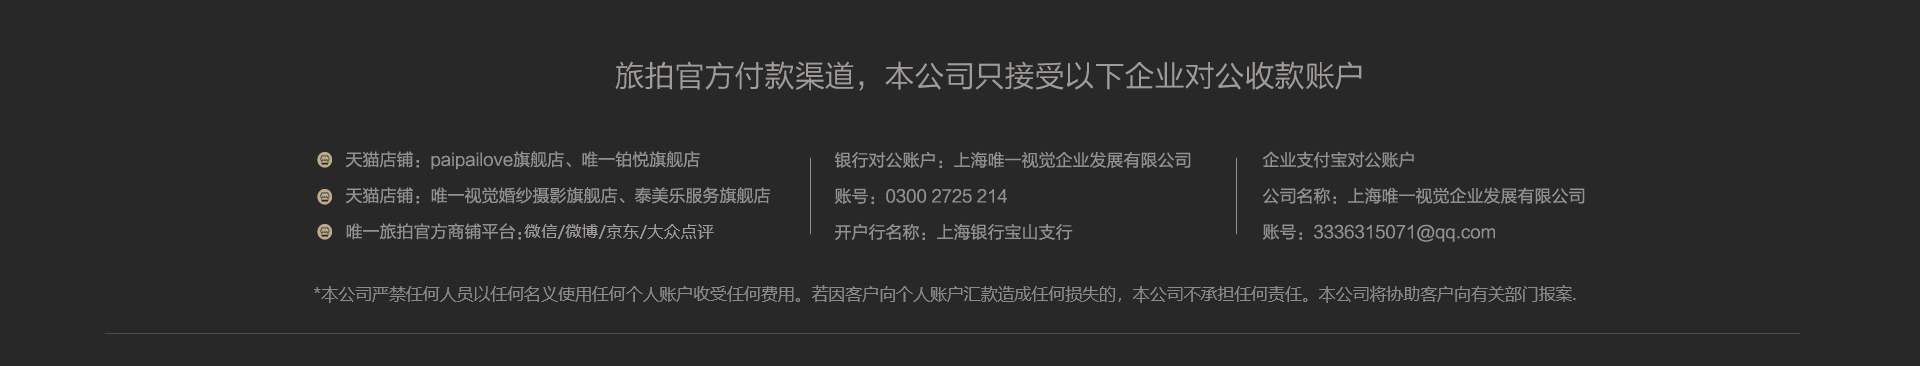 旅拍官方付款渠道，本公司只接受以下企业对公收款账户
天猫店铺：paipailove旗舰店、唯一铂悦旗舰店
天猫店铺：唯一视觉婚纱摄影旗舰店、泰美乐服务旗舰店
唯一旅拍官方商铺平台:微信/微博/京东/大众点评
银行对公账户：上海唯一视觉企业发展有限公司
账号：0300 2725 214
开户行名称：上海银行宝山支行
企业支付宝对公账户
公司名称：上海唯一视觉企业发展有限公司
账号：3336315071@qq.com
*本公司严禁任何人员以任何名义使用任何个人账户收受任何费用。若因客户向个人账户汇款造成任何损失的，本公司不承担任何责任。本公司将协助客户向有关部门报案.